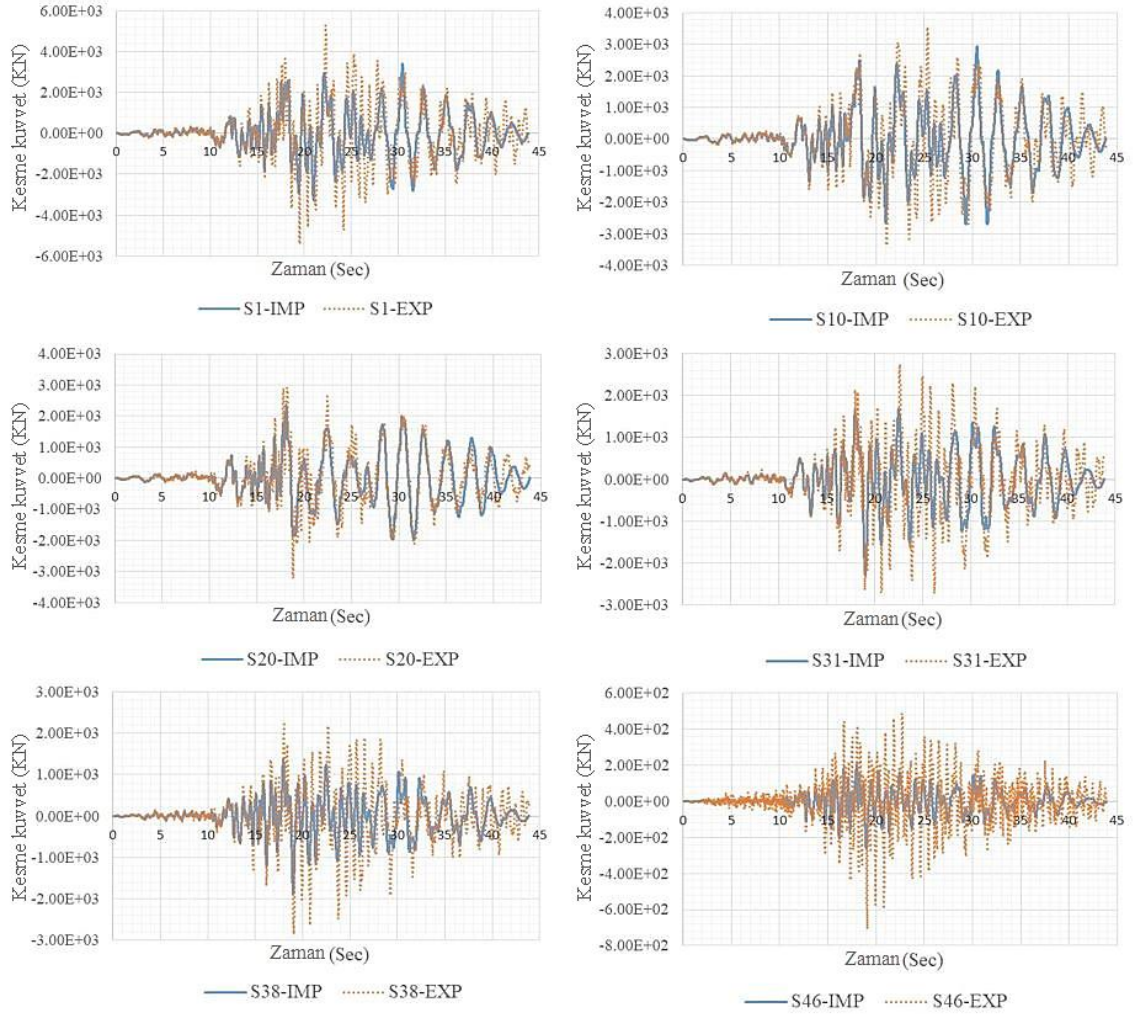 Kesme kuvvet (KN)
6.00E+03
4.00E+03
2.00E+03
0.00E+00
-2.00E+03
-4.00E+03
-6.00E+03
0 5 10 15 20 25 30 35 40 45
Zaman (Sec)
S1-IMP S1-EXP
Kesme kuvvet (KN)
4.00E+03
3.00E+03
2.00E+03
1.00E+03
0.00E+00
-1.00E+03
-2.00E+03
-3.00E+03
-4.00E+03
0 5 10 15 20 25 30 35 40 45
Zaman (Sec)
S10-IMP S10-EXP
Kesme kuvvet (KN)
4.00E+03
3.00E+03
2.00E+03
1.00E+03
0.00E+00
-1.00E+03
-2.00E+03
-3.00E+03
-4.00E+03
0 5 10 15 20 25 30 35 40 45
Zaman (Sec)
S20-IMP S20-EXP
Kesme kuvvet (KN)
3.00E+03
2.00E+03
1.00E+03
0.00E+00
-1.00E+03
-2.00E+03
-3.00E+03
0 5 10 15 20 25 30 35 40 45
Zaman (Sec)
S31-IMP S31-EXP
Kesme kuvvet (KN)
3.00E+03
2.00E+03
1.00E+03
0.00E+00
-1.00E+03
-2.00E+03
-3.00E+03
0 5 10 15 20 25 30 35 40 45
Zaman (Sec)
S38-IMP S38-EXP
Kesme kuvvet (KN)
6.00E+02
4.00E+02
2.00E+02
0.00E+00
-2.00E+02
-4.00E+02
-6.00E+02
-8.00E+02
0 5 10 15 20 25 30 35 40 45
Zaman (Sec)
S46-IMP S46-EXP